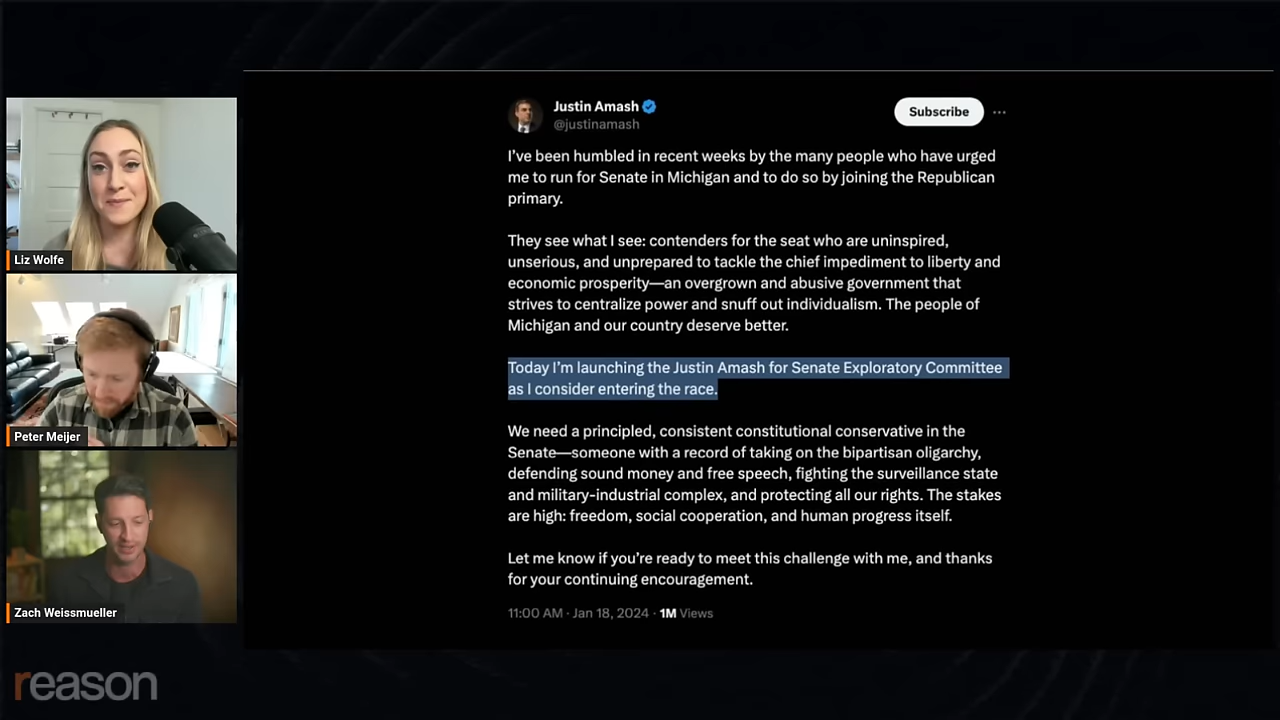 Liz Wolfe
Peter Meijer
Zach Weissmueller
reason
Justin Amash
@justinamash
Subscribe
I’ve been humbled in recent weeks by the many people who have urged
me to run for Senate in Michigan and to do so by joining the Republican
primary.
They see what I see: contenders for the seat who are uninspired,
unserious, and unprepared to tackle the chief impediment to liberty and
economic prosperity—an overgrown and abusive government that
strives to centralize power and snuff out individualism. The people of
Michigan and our country deserve better.
Today I’m launching the Justin Amash for Senate Exploratory Committee
as I consider entering the race.
We need a principled, consistent constitutional conservative in the
Senate—someone with a record of taking on the bipartisan oligarchy,
defending sound money and free speech, fighting the surveillance state
and military-industrial complex, and protecting all our rights. The stakes
are high: freedom, social cooperation, and human progress itself.
Let me know if you’re ready to meet this challenge with me, and thanks
for your continuing encouragement.
11:00 AM · Jan 18, 2024 · 1M Views